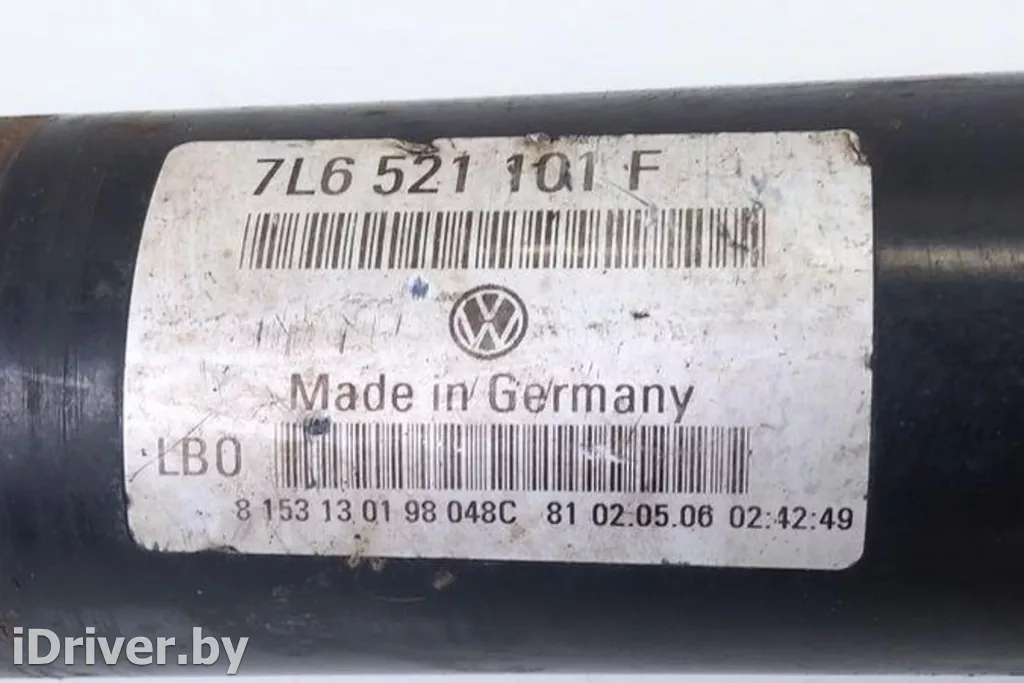 7L6 521 101 F
Made in Germany
LB0
8 153 13 01 98 048C 81 02.05.06 02:42:49
iDriver.by